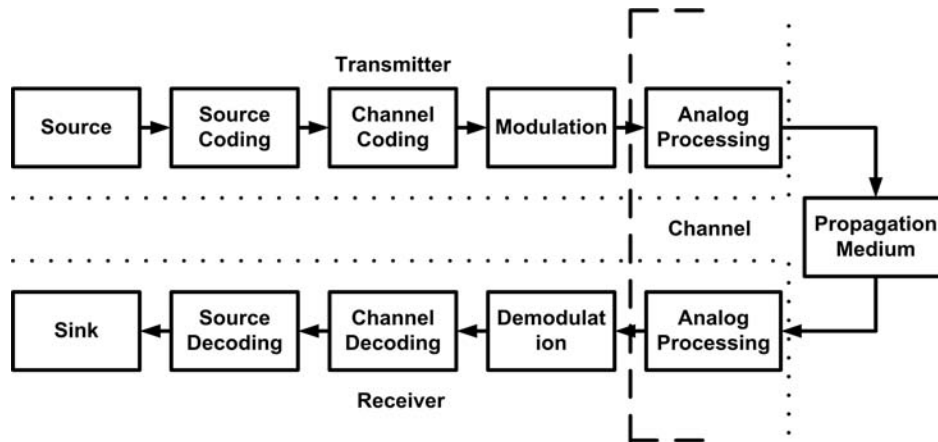 Transmitter
Source
Source
Coding
Channel
Coding
Modulation
Analog
Processing
Channel
Propagation
Medium
Sink
Source
Decoding
Channel
Decoding
Demodulat
ion
Analog
Processing
Receiver